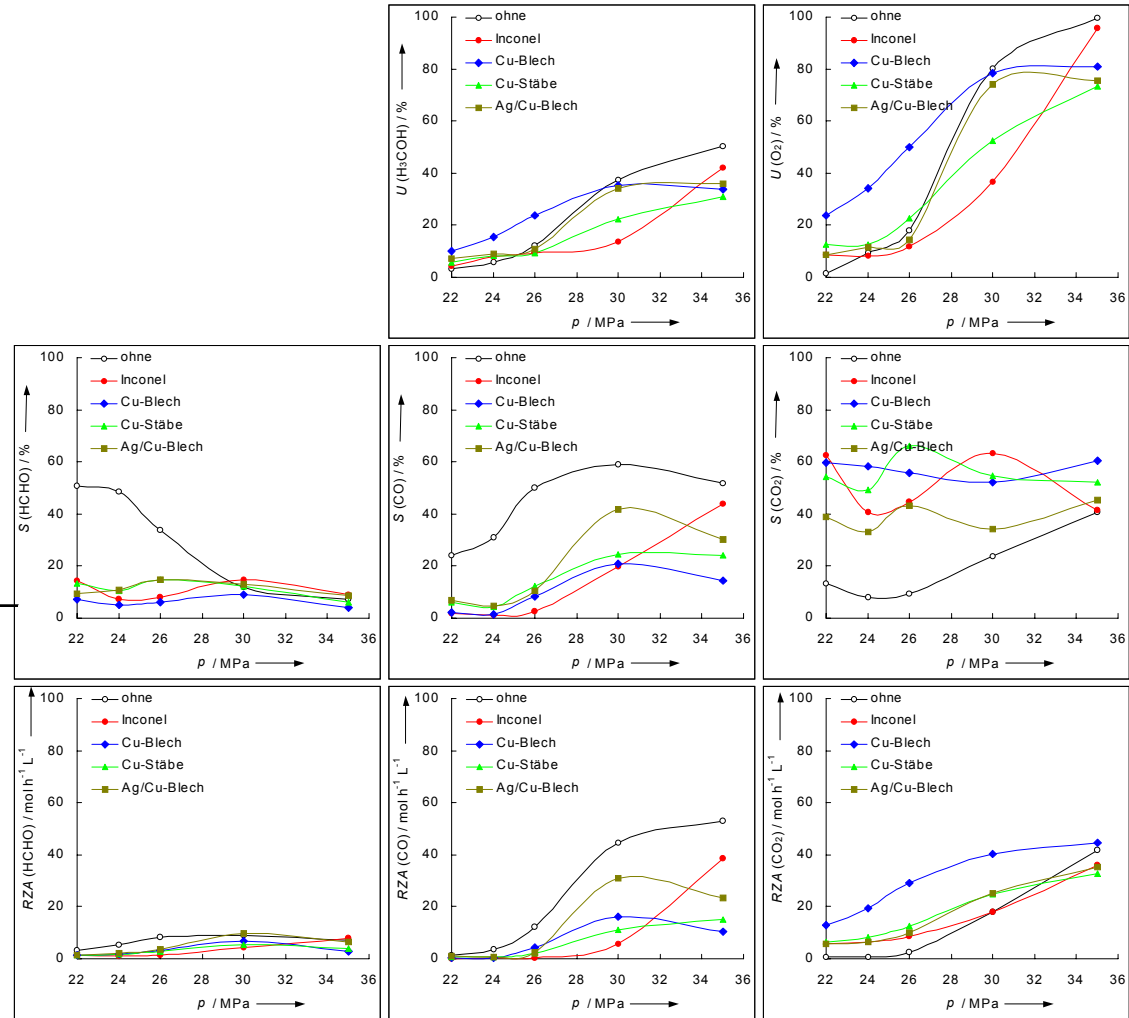 ohne
Inconel
Cu-Blech
Cu-Stäbe
Ag/Cu-Blech
U (H₃COH) / %
100
80
60
40
20
0
22 24 26 28 30 32 34 36
p / MPa
ohne
Inconel
Cu-Blech
Cu-Stäbe
Ag/Cu-Blech
U (O₂) / %
100
80
60
40
20
0
22 24 26 28 30 32 34 36
p / MPa
ohne
Inconel
Cu-Blech
Cu-Stäbe
Ag/Cu-Blech
S (HCHO) / %
100
80
60
40
20
0
22 24 26 28 30 32 34 36
p / MPa
ohne
Inconel
Cu-Blech
Cu-Stäbe
Ag/Cu-Blech
S (CO) / %
100
80
60
40
20
0
22 24 26 28 30 32 34 36
p / MPa
ohne
Inconel
Cu-Blech
Cu-Stäbe
Ag/Cu-Blech
S (CO₂) / %
100
80
60
40
20
0
22 24 26 28 30 32 34 36
p / MPa
ohne
Inconel
Cu-Blech
Cu-Stäbe
Ag/Cu-Blech
RZA (HCHO) / mol h⁻¹ L⁻¹
100
80
60
40
20
0
22 24 26 28 30 32 34 36
p / MPa
ohne
Inconel
Cu-Blech
Cu-Stäbe
Ag/Cu-Blech
RZA (CO) / mol h⁻¹ L⁻¹
100
80
60
40
20
0
22 24 26 28 30 32 34 36
p / MPa
ohne
Inconel
Cu-Blech
Cu-Stäbe
Ag/Cu-Blech
RZA (CO₂) / mol h⁻¹ L⁻¹
100
80
60
40
20
0
22 24 26 28 30 32 34 36
p / MPa